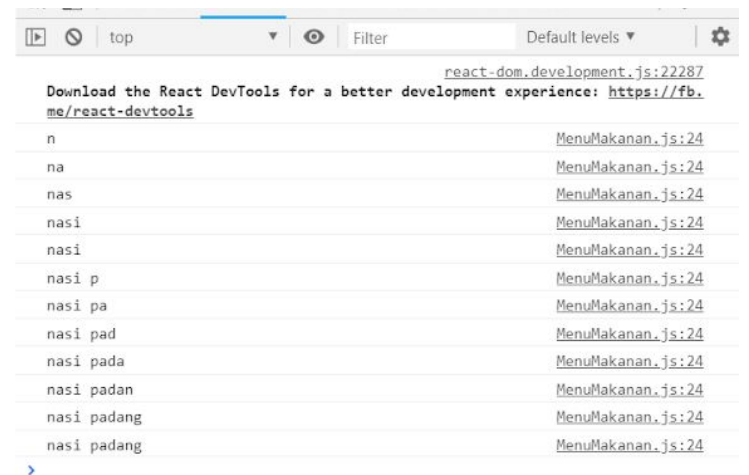 top ▼ Filter Default levels ▼
react-dom.development.js:22287
Download the React DevTools for a better development experience: https://fb.
me/react-devtools
n MenuMakanan.js:24
na MenuMakanan.js:24
nas MenuMakanan.js:24
nasi MenuMakanan.js:24
nasi MenuMakanan.js:24
nasi p MenuMakanan.js:24
nasi pa MenuMakanan.js:24
nasi pad MenuMakanan.js:24
nasi pada MenuMakanan.js:24
nasi padan MenuMakanan.js:24
nasi padang MenuMakanan.js:24
nasi padang MenuMakanan.js:24
>